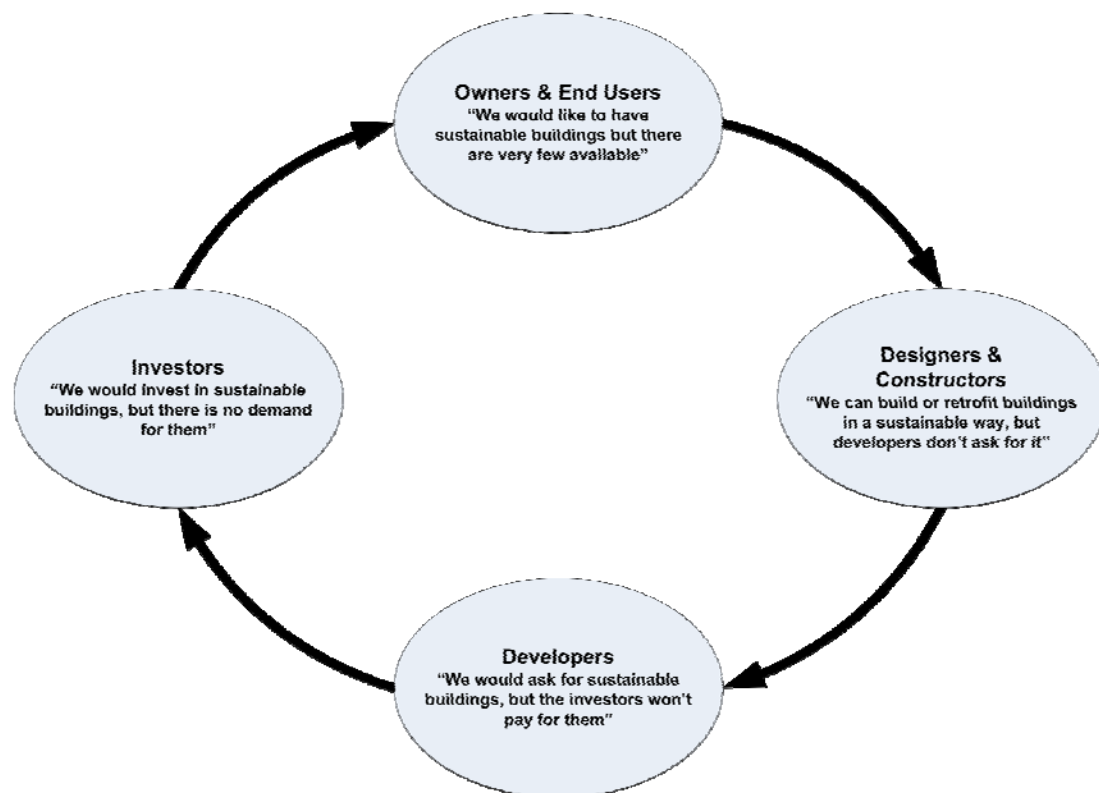 Owners & End Users
“We would like to have
sustainable buildings but there
are very few available”
Designers &
Constructors
“We can build or retrofit buildings
in a sustainable way, but
developers don’t ask for it”
Developers
“We would ask for sustainable
buildings, but the investors won’t
pay for them”
Investors
“We would invest in sustainable
buildings, but there is no demand
for them”